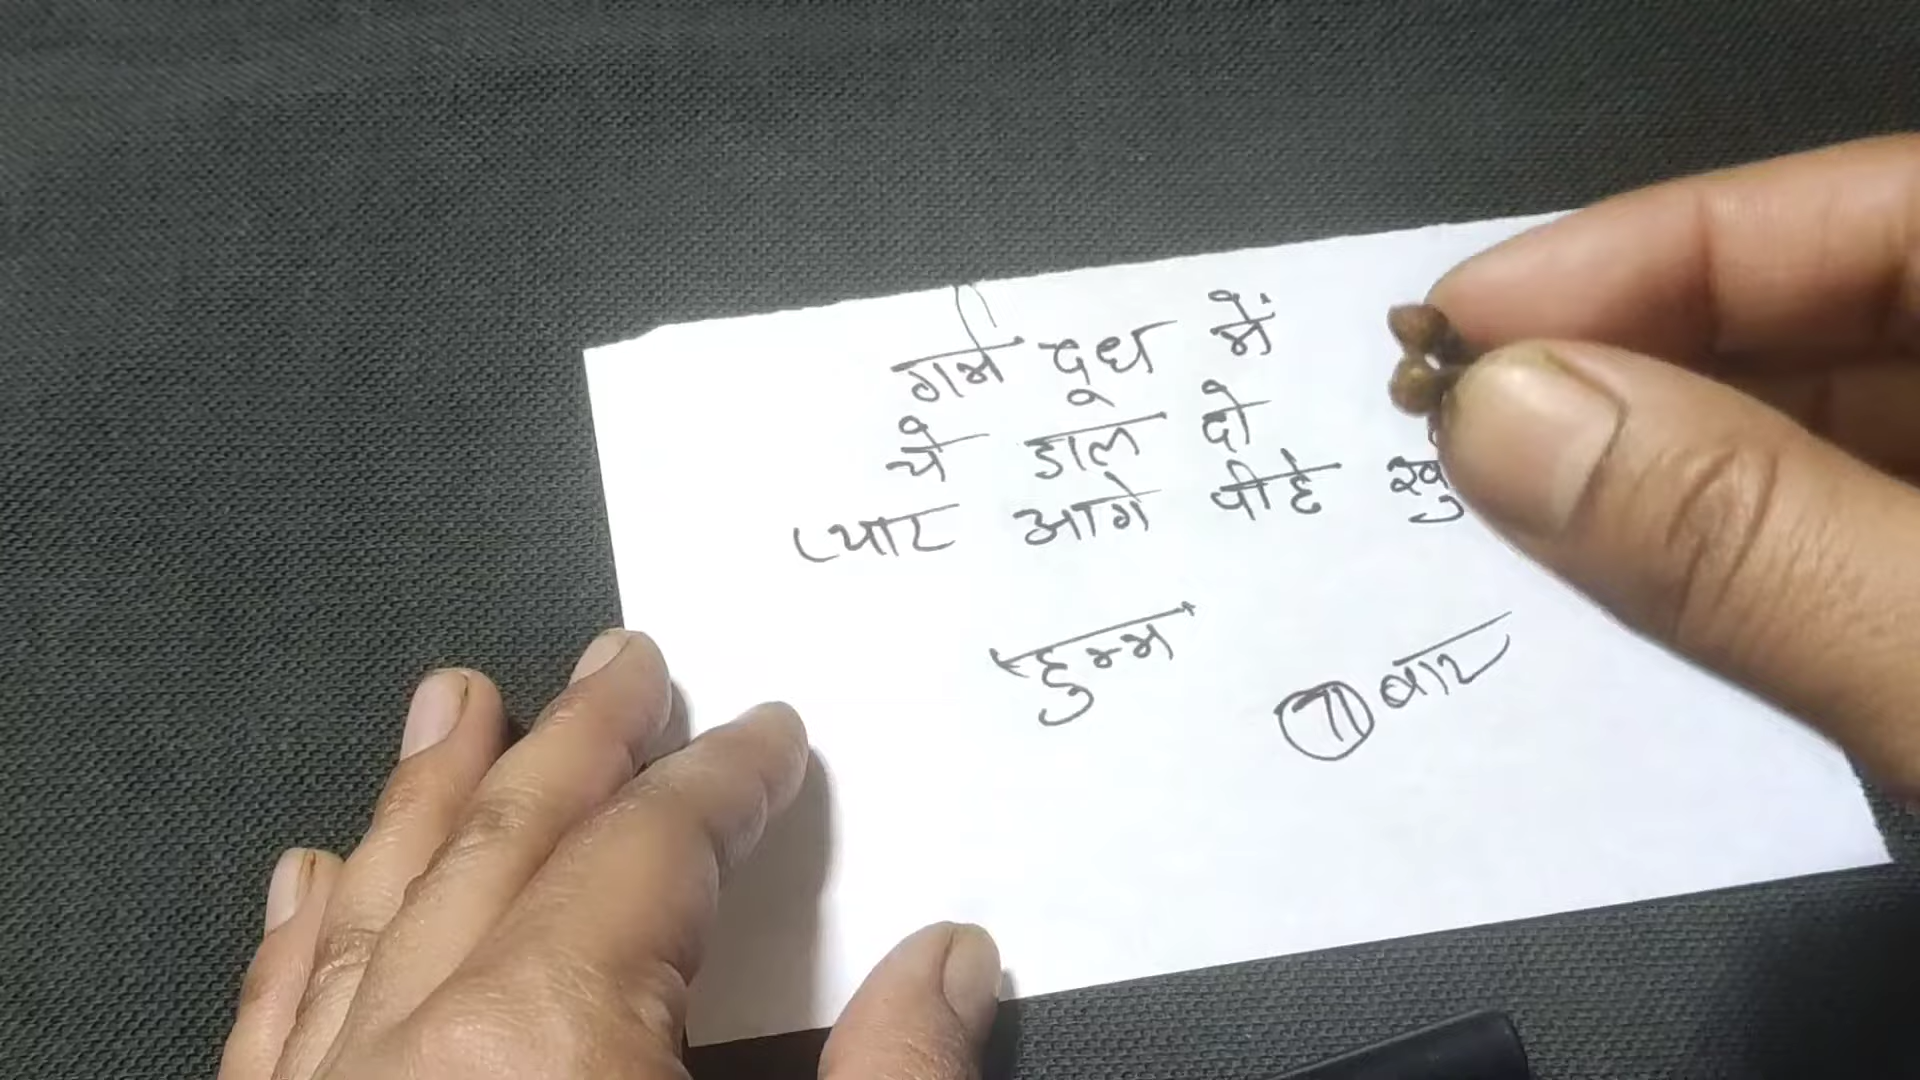 गर्म दूध में
ये डाल दो
प्यार आगे पीछे
हुम्म
71 बार